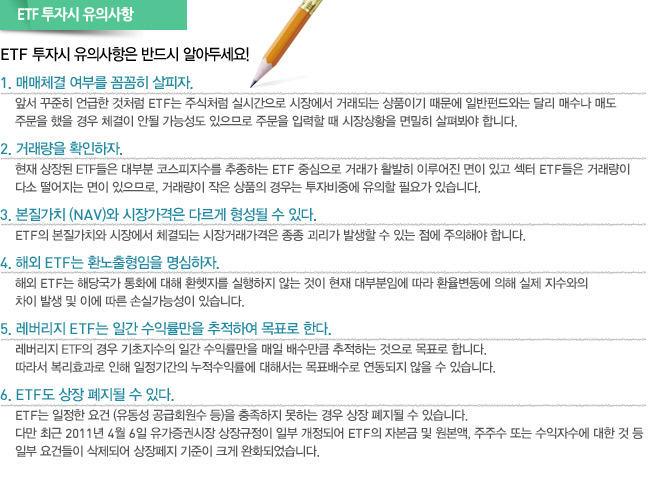 ETF 투자시 유의사항
ETF 투자시 유의사항은 반드시 알아두세요!
1. 매매체결 여부를 꼼꼼히 살피자.
앞서 꾸준히 언급한 것처럼 ETF는 주식처럼 실시간으로 시장에서 거래되는 상품이기 때문에 일반펀드와는 달리 매수나 매도
주문을 했을 경우 체결이 안될 가능성도 있으므로 주문을 입력할 때 시장상황을 면밀히 살펴봐야 합니다.
2. 거래량을 확인하자.
현재 상장된 ETF들은 대부분 코스피지수를 추종하는 ETF 중심으로 거래가 활발히 이루어진 면이 있고 섹터 ETF들은 거래량이
다소 떨어지는 면이 있으므로, 거래량이 작은 상품의 경우는 투자비중에 유의할 필요가 있습니다.
3. 본질가치 (NAV)와 시장가격은 다르게 형성될 수 있다.
ETF의 본질가치와 시장에서 체결되는 시장거래가격은 종종 괴리가 발생할 수 있는 점에 주의해야 합니다.
4. 해외 ETF는 환노출형임을 명심하자.
해외 ETF는 해당국가 통화에 대해 환헷지를 실행하지 않는 것이 현재 대부분임에 따라 환율변동에 의해 실제 지수와의
차이 발생 및 이에 따른 손실가능성이 있습니다.
5. 레버리지 ETF는 일간 수익률만을 추적하여 목표로 한다.
레버리지 ETF의 경우 기초지수의 일간 수익률만을 매일 배수만큼 추적하는 것으로 목표로 합니다.
따라서 복리효과로 인해 일정기간의 누적수익률에 대해서는 목표배수로 연동되지 않을 수 있습니다.
6. ETF도 상장 폐지될 수 있다.
ETF는 일정한 요건 (유동성 공급회원수 등)을 충족하지 못하는 경우 상장 폐지될 수 있습니다.
다만 최근 2011년 4월 6일 유가증권시장 상장규정이 일부 개정되어 ETF의 자본금 및 원본액, 주주수 또는 수익자수에 대한 것 등
일부 요건들이 삭제되어 상장폐지 기준이 크게 완화되었습니다.